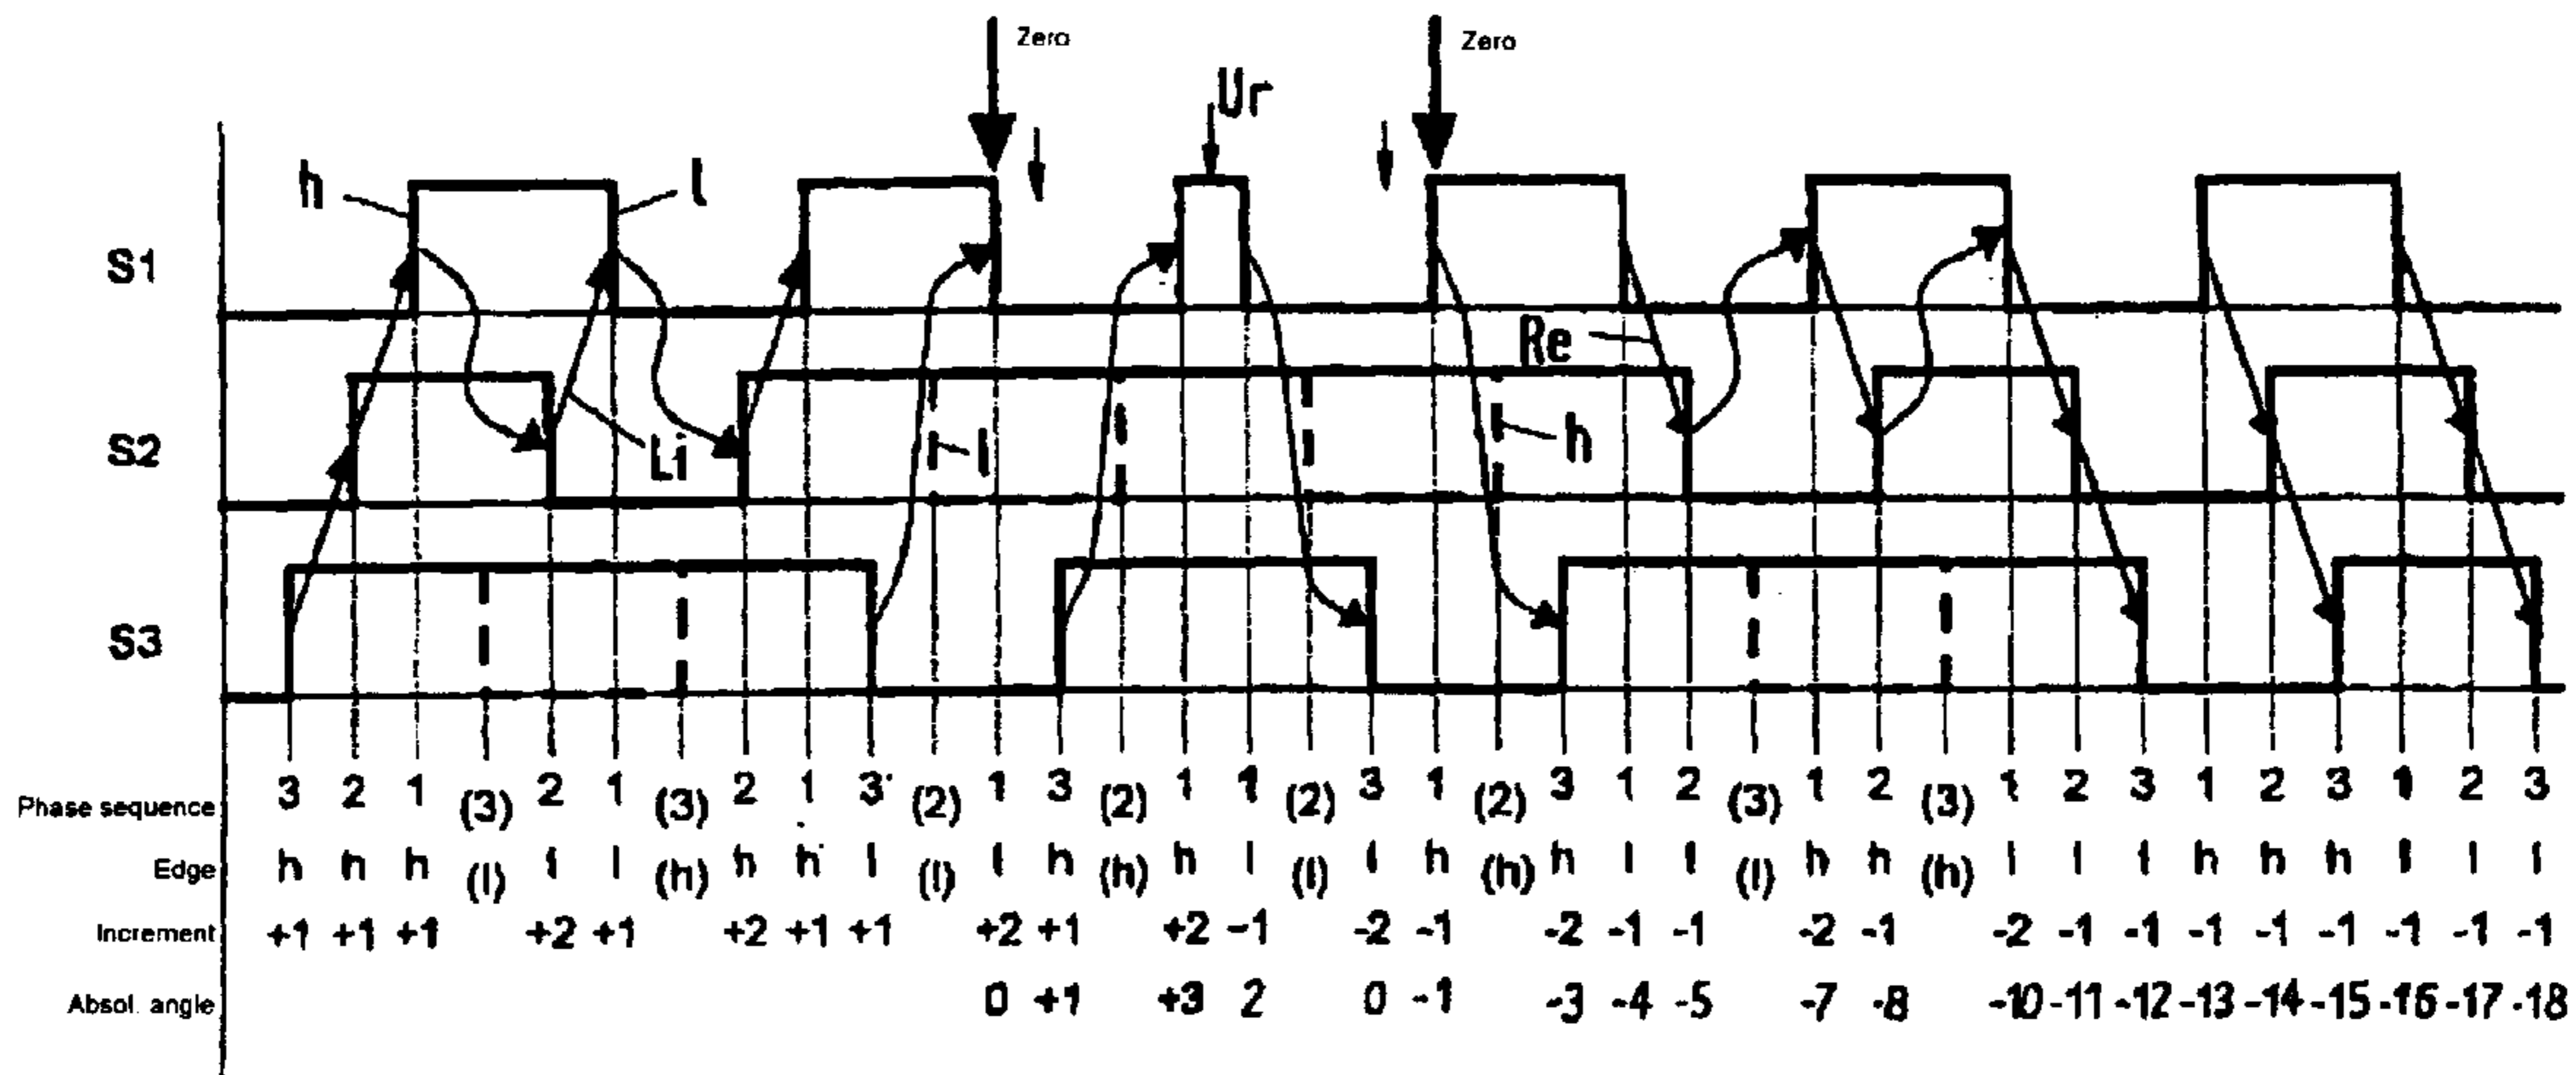 Zero Zero
Ur
h l
S1
Re
S2 Li l h
S3
Phase sequence 3 2 1 (3) 2 1 (3) 2 1 3 (2) 1 3 (2) 1 1 (2) 3 1 (2) 3 1 2 (3) 1 2 (3) 1 2 3 1 2 3 1 2 3
Edge h h h (l) l l (h) h h l (l) l h (h) h l (l) l h (h) h l l (l) h h (h) l l l h h h l l l
Increment +1 +1 +1 +2 +1 +2 +1 +1 +2 +1 +2 -1 -2 -1 -2 -1 -1 -2 -1 -2 -1 -1 -1 -1 -1 -1 -1 -1
Absol. angle 0 +1 +3 2 0 -1 -3 -4 -5 -7 -8 -10 -11 -12 -13 -14 -15 -16 -17 -18